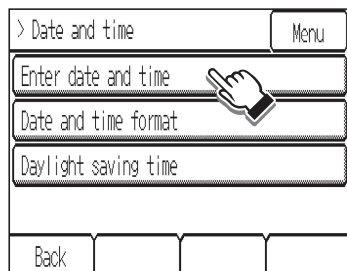 > Date and time Menu
Enter date and time
Date and time format
Daylight saving time
Back